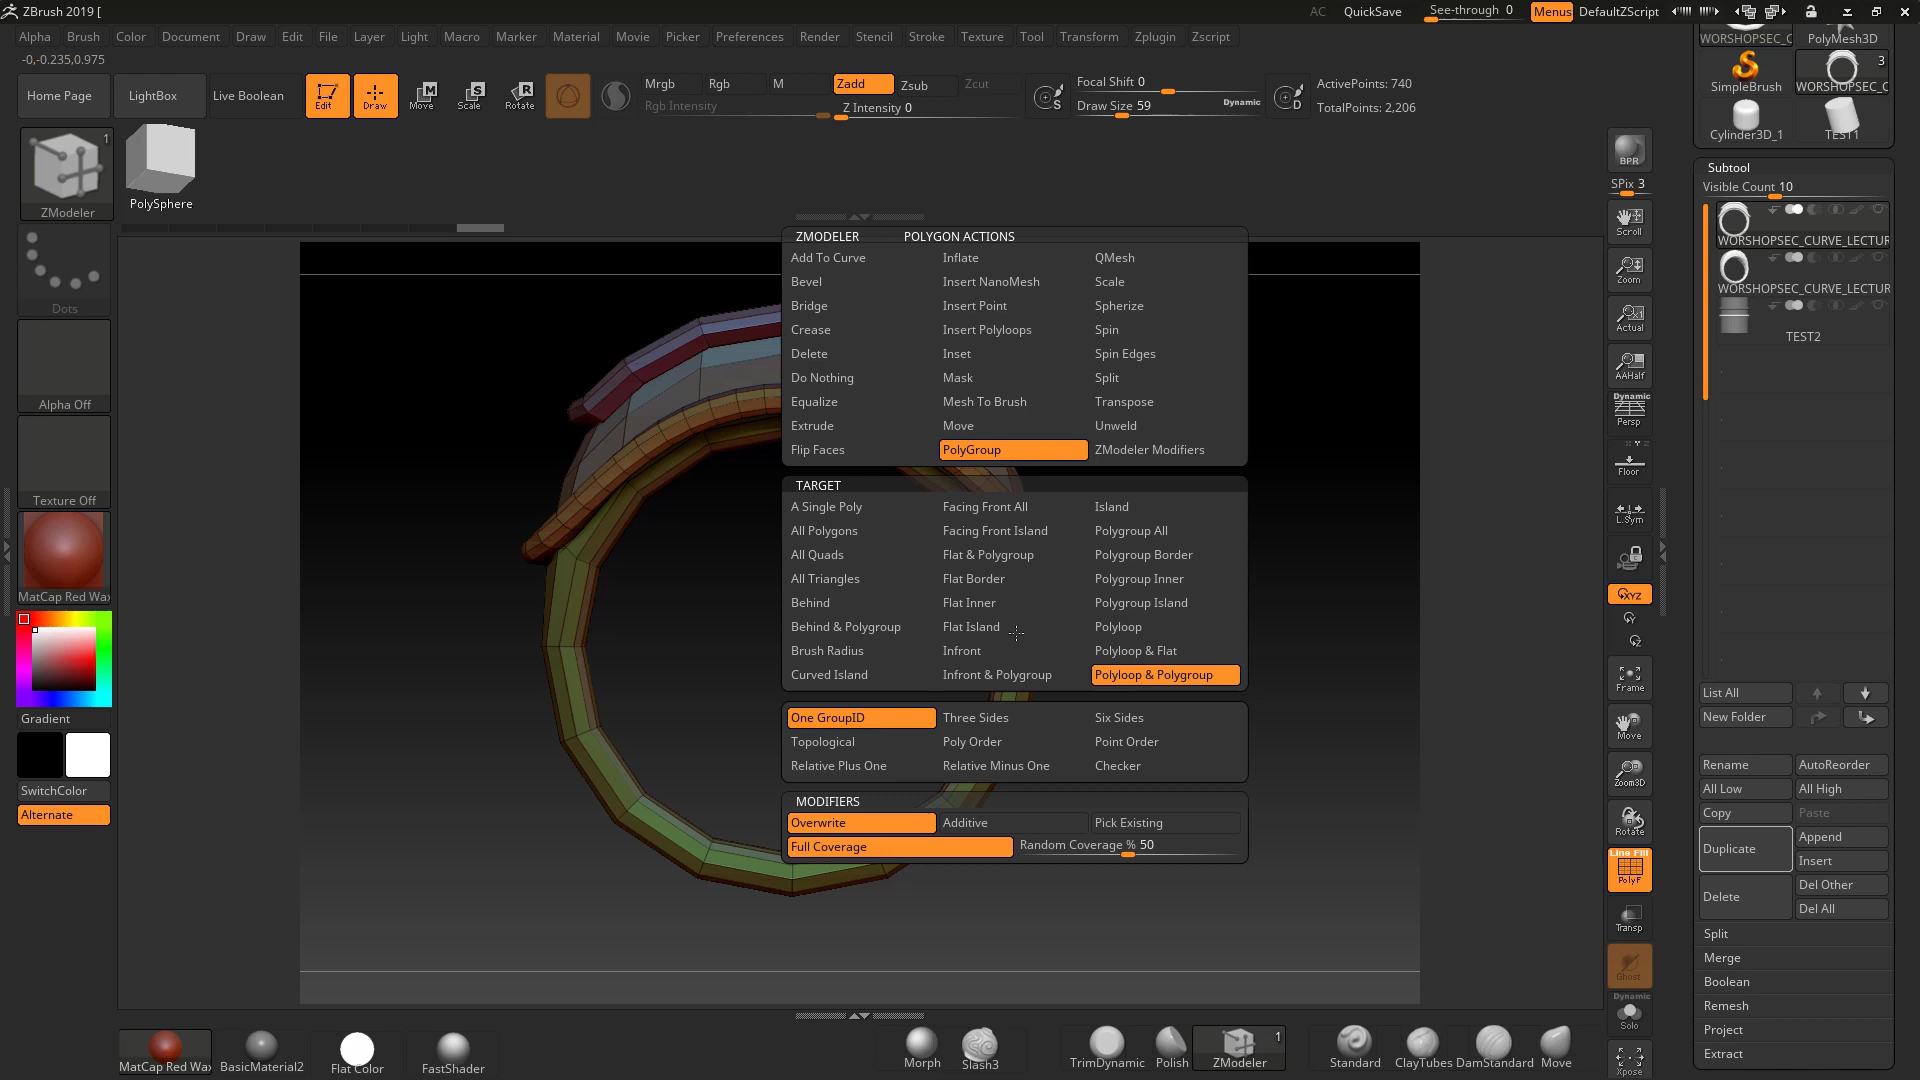 ZBrush 2019 [
AC QuickSave See-through 0 Menus DefaultZScript
Alpha Brush Color Document Draw Edit File Layer Light Macro Marker Material Movie Picker Preferences Render Stencil Stroke Texture Tool Transform Zplugin Zscript
-0,-0.235,0.975
Home Page LightBox Live Boolean Edit Draw Move Scale Rotate
Mrgb Rgb M Zadd Zsub Zcut
Rgb Intensity Z Intensity 0
Focal Shift 0
Draw Size 59 Dynamic
ActivePoints: 740
TotalPoints: 2,206
1
ZModeler
PolySphere
Dots
Alpha Off
Texture Off
MatCap Red Wax
Gradient
SwitchColor
Alternate
ZMODELER POLYGON ACTIONS
Add To Curve Inflate QMesh
Bevel Insert NanoMesh Scale
Bridge Insert Point Spherize
Crease Insert Polyloops Spin
Delete Inset Spin Edges
Do Nothing Mask Split
Equalize Mesh To Brush Transpose
Extrude Move Unweld
Flip Faces PolyGroup ZModeler Modifiers
TARGET
A Single Poly Facing Front All Island
All Polygons Facing Front Island Polygroup All
All Quads Flat & Polygroup Polygroup Border
All Triangles Flat Border Polygroup Inner
Behind Flat Inner Polygroup Island
Behind & Polygroup Flat Island Polyloop
Brush Radius Infront Polyloop & Flat
Curved Island Infront & Polygroup Polyloop & Polygroup
One GroupID Three Sides Six Sides
Topological Poly Order Point Order
Relative Plus One Relative Minus One Checker
MODIFIERS
Overwrite Additive Pick Existing
Full Coverage Random Coverage % 50
BPR
SPix 3
Scroll
Zoom
Actual
AAHalf
Dynamic
Persp
Floor
L.Sym
XYZ
Y
Z
Frame
Move
Zoom3D
Rotate
Line Fill
PolyF
Transp
Ghost
Dynamic
Solo
Xpose
WORSHOPSEC_C PolyMesh3D
3
SimpleBrush WORSHOPSEC_C
Cylinder3D_1 TEST1
Subtool
Visible Count 10
WORSHOPSEC_CURVE_LECTUR
WORSHOPSEC_CURVE_LECTUR
TEST2
List All
New Folder
Rename AutoReorder
All Low All High
Copy Paste
Duplicate Append
Insert
Delete Del Other
Del All
Split
Merge
Boolean
Remesh
Project
Extract
MatCap Red Wax BasicMaterial2 Flat Color FastShader Morph Slash3 TrimDynamic Polish ZModeler 1 Standard ClayTubes DamStandard Move